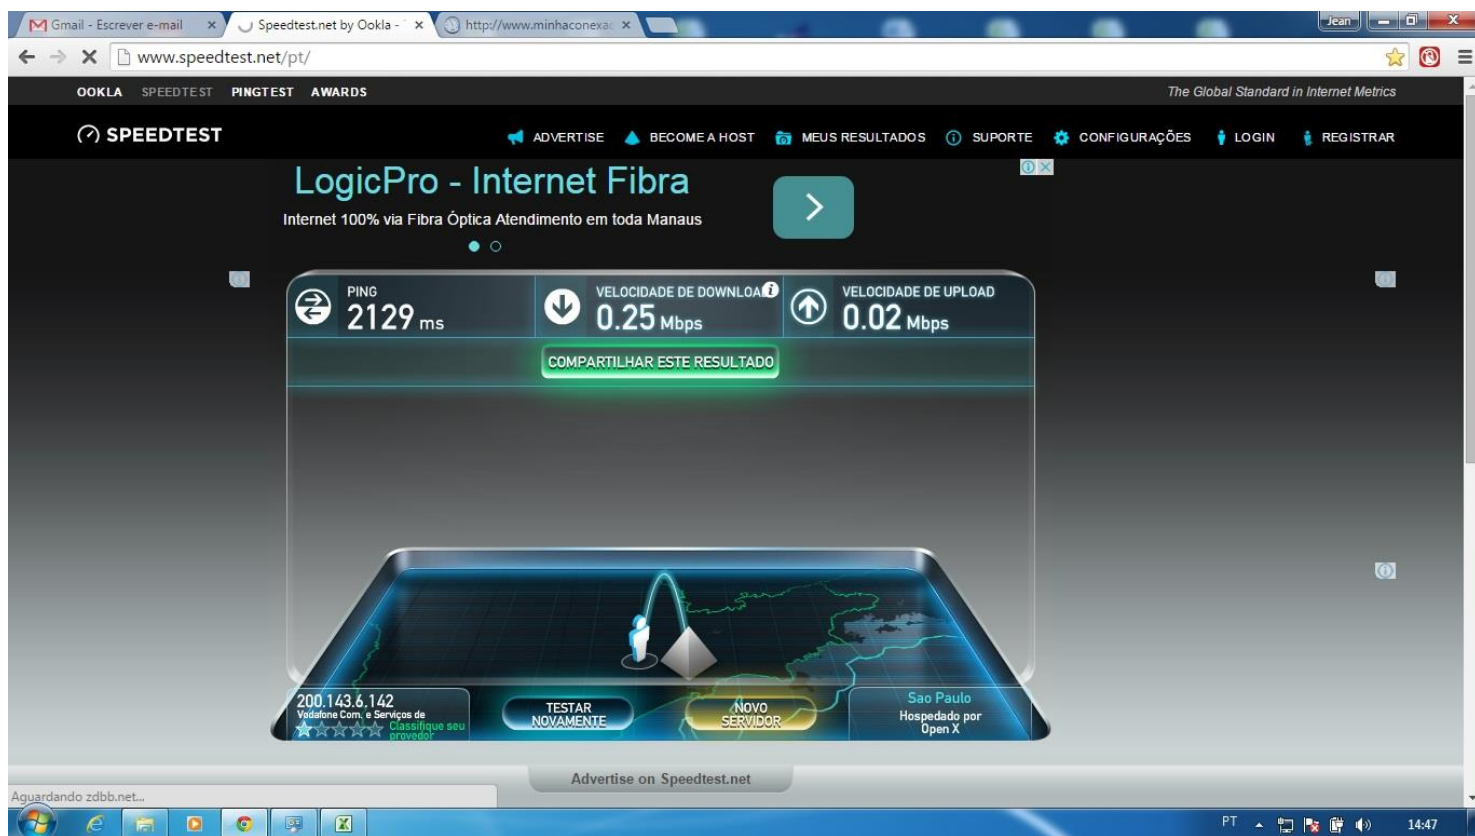 Gmail - Escrever e-mail
Speedtest.net by Ookla -
http://www.minhaconexac
Jean
www.speedtest.net/pt/
OOKLA SPEEDTEST PINGTEST AWARDS
The Global Standard in Internet Metrics
SPEEDTEST
ADVERTISE BECOME A HOST MEUS RESULTADOS SUPORTE CONFIGURAÇÕES LOGIN REGISTRAR
LogicPro - Internet Fibra
Internet 100% via Fibra Óptica Atendimento em toda Manaus
PING
2129 ms
VELOCIDADE DE DOWNLOAD
0.25 Mbps
VELOCIDADE DE UPLOAD
0.02 Mbps
COMPARTILHAR ESTE RESULTADO
200.143.6.142
Vodafone Com. e Serviços de
Classifique seu
provedor
TESTAR
NOVAMENTE
NOVO
SERVIDOR
Sao Paulo
Hospedado por
Open X
Advertise on Speedtest.net
Aguardando zdbb.net...
PT
14:47